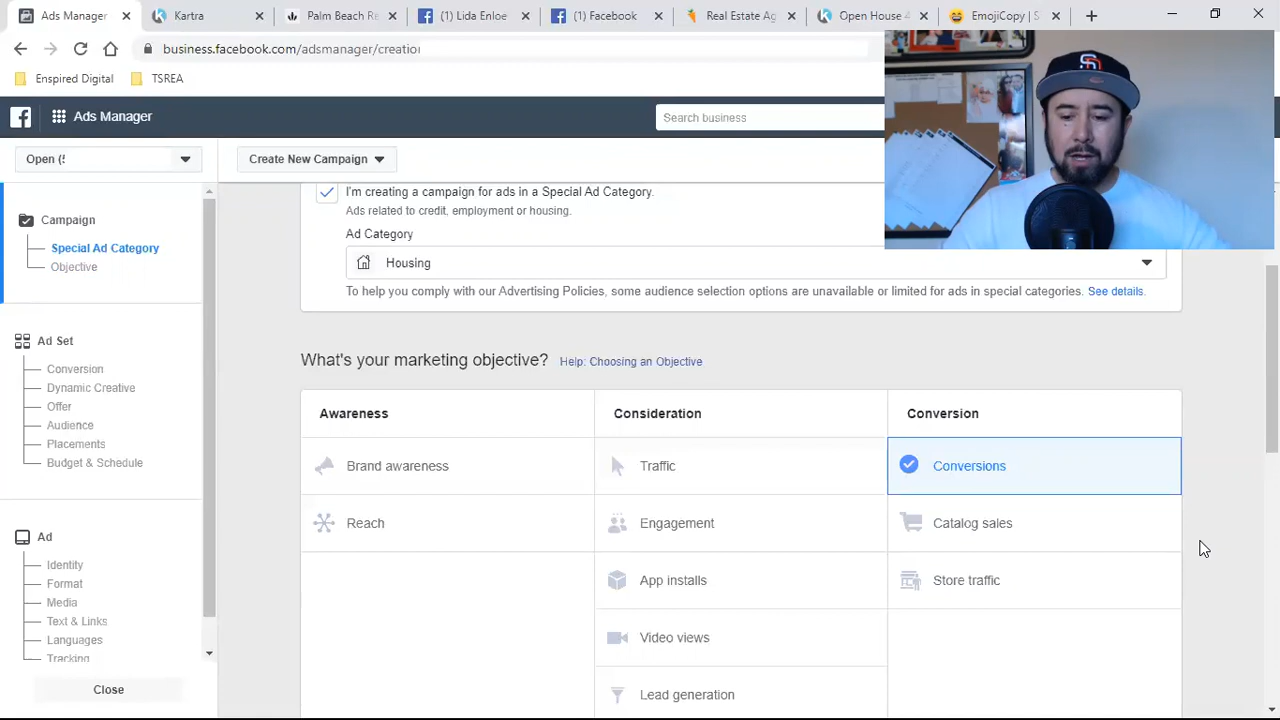 Ads Manag
Kartra
Palm Beach Re
(1) Lida Enloe
(1) Facebook
Real Estate Ag
Open House 4
EmojiCopy | S
business.facebook.com/adsmanager/creation
Enspired Digital
TSREA
Ads Manager
Search business
Open (
Create New Campaign
I'm creating a campaign for ads in a Special Ad Category.
Ads related to credit, employment or housing.
Ad Category
Housing
To help you comply with our Advertising Policies, some audience selection options are unavailable or limited for ads in special categories. See details.
Campaign
Special Ad Category
Objective
Ad Set
Conversion
Dynamic Creative
Offer
Audience
Placements
Budget & Schedule
Ad
Identity
Format
Media
Text & Links
Languages
Tracking
Close
What's your marketing objective? Help: Choosing an Objective
Awareness
Consideration
Conversion
Brand awareness
Traffic
Conversions
Reach
Engagement
Catalog sales
App installs
Store traffic
Video views
Lead generation